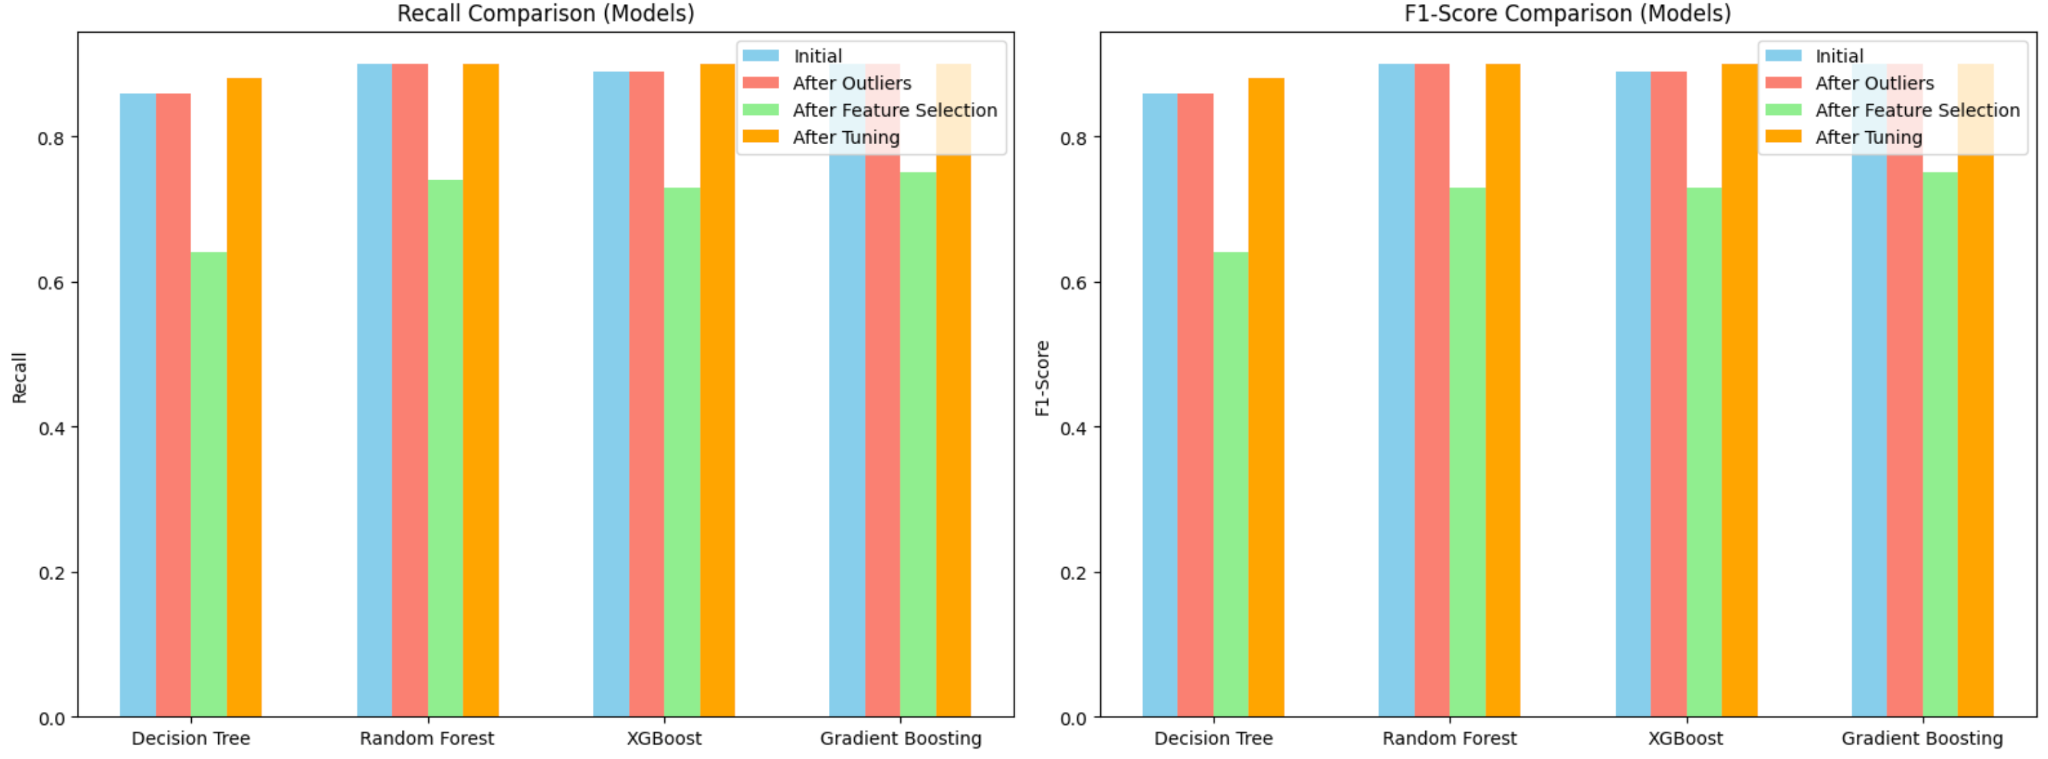 Recall Comparison (Models)
Initial
After Outliers
After Feature Selection
After Tuning
0.8
0.6
0.4
0.2
0.0
Recall
Decision Tree
Random Forest
XGBoost
Gradient Boosting
F1-Score Comparison (Models)
Initial
After Outliers
After Feature Selection
After Tuning
0.8
0.6
0.4
0.2
0.0
F1-Score
Decision Tree
Random Forest
XGBoost
Gradient Boosting